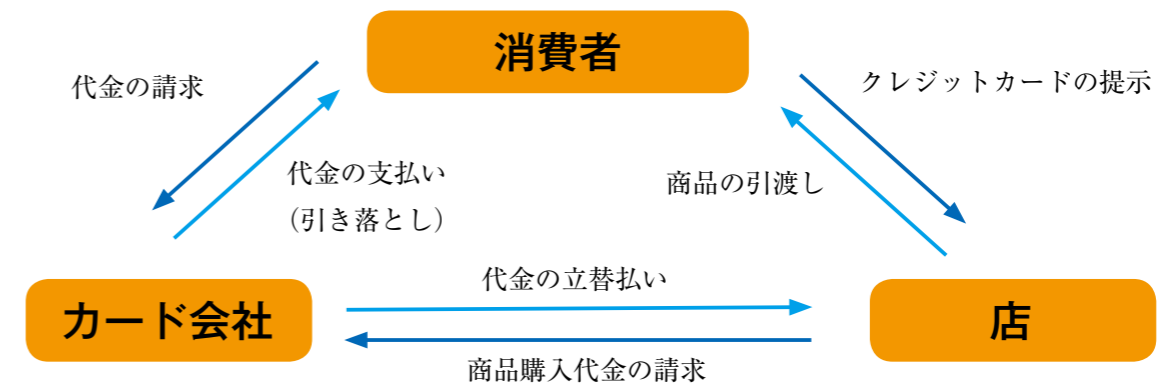 消費者
代金の請求
クレジットカードの提示
代金の支払い
（引き落とし）
商品の引渡し
代金の立替払い
カード会社
店
商品購入代金の請求